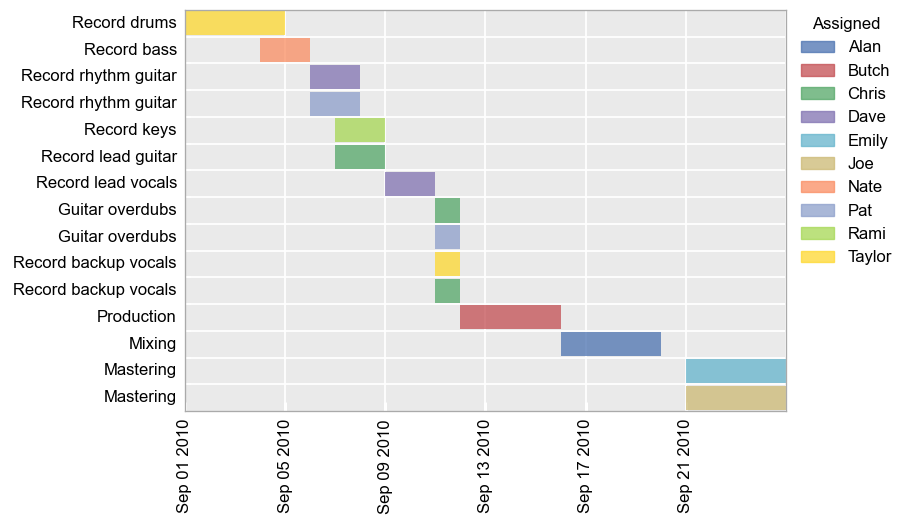 Record drums
Record bass
Record rhythm guitar
Record rhythm guitar
Record keys
Record lead guitar
Record lead vocals
Guitar overdubs
Guitar overdubs
Record backup vocals
Record backup vocals
Production
Mixing
Mastering
Mastering
Sep 01 2010
Sep 05 2010
Sep 09 2010
Sep 13 2010
Sep 17 2010
Sep 21 2010
Assigned
Alan
Butch
Chris
Dave
Emily
Joe
Nate
Pat
Rami
Taylor